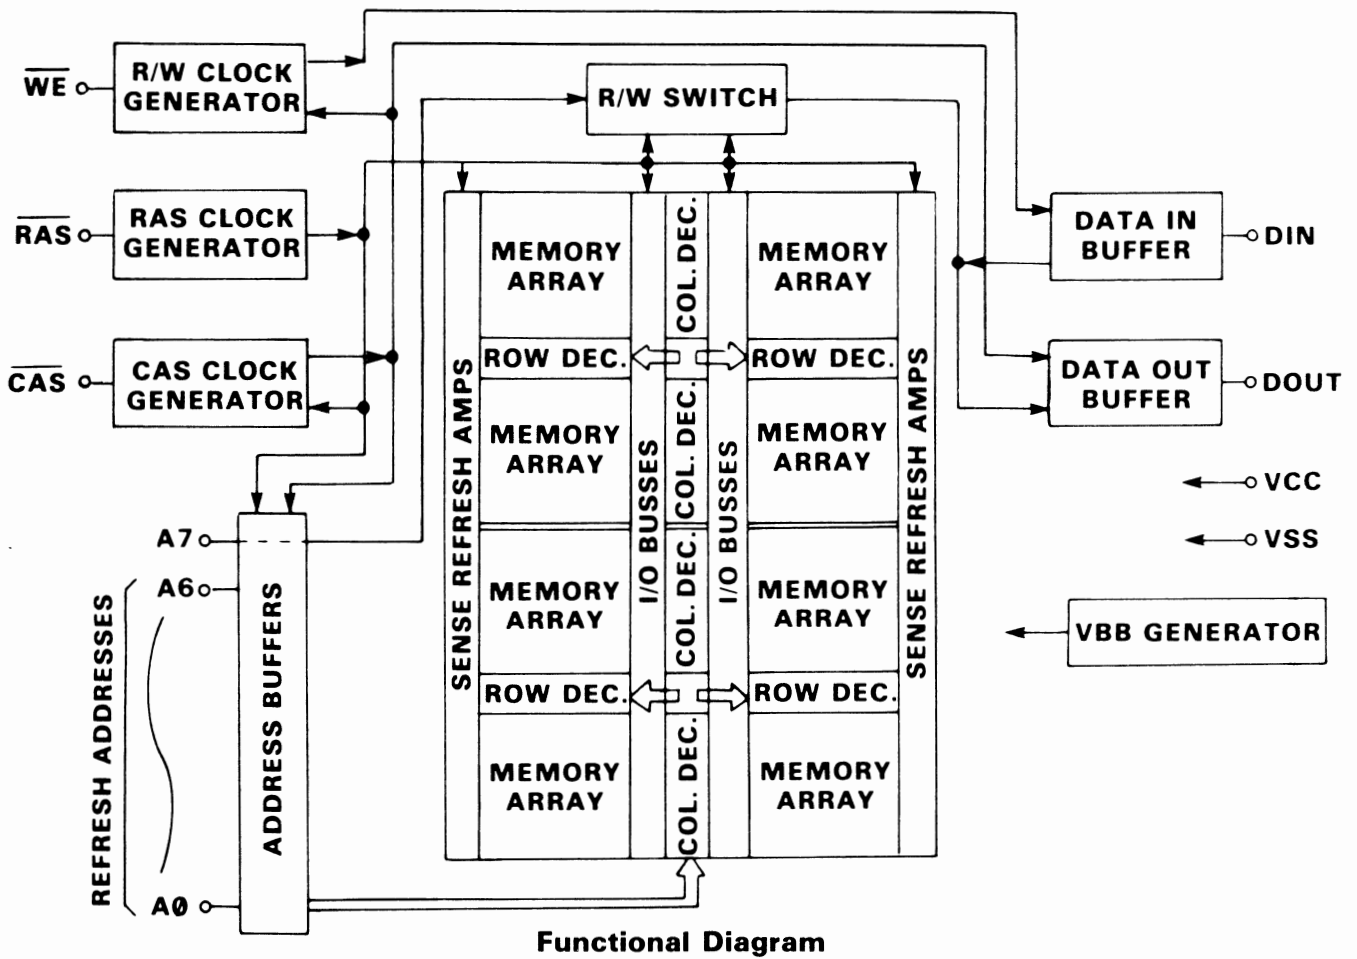 WE
R/W CLOCK
GENERATOR
R/W SWITCH
RAS
RAS CLOCK
GENERATOR
CAS
CAS CLOCK
GENERATOR
DATA IN
BUFFER
DIN
DATA OUT
BUFFER
DOUT
VCC
VSS
VBB GENERATOR
A7
A6
A0
REFRESH ADDRESSES
ADDRESS BUFFERS
SENSE REFRESH AMPS
MEMORY
ARRAY
ROW DEC.
MEMORY
ARRAY
MEMORY
ARRAY
ROW DEC.
MEMORY
ARRAY
I/O BUSSES
COL. DEC.
COL. DEC.
COL. DEC.
COL. DEC.
I/O BUSSES
MEMORY
ARRAY
ROW DEC.
MEMORY
ARRAY
MEMORY
ARRAY
ROW DEC.
MEMORY
ARRAY
SENSE REFRESH AMPS
Functional Diagram